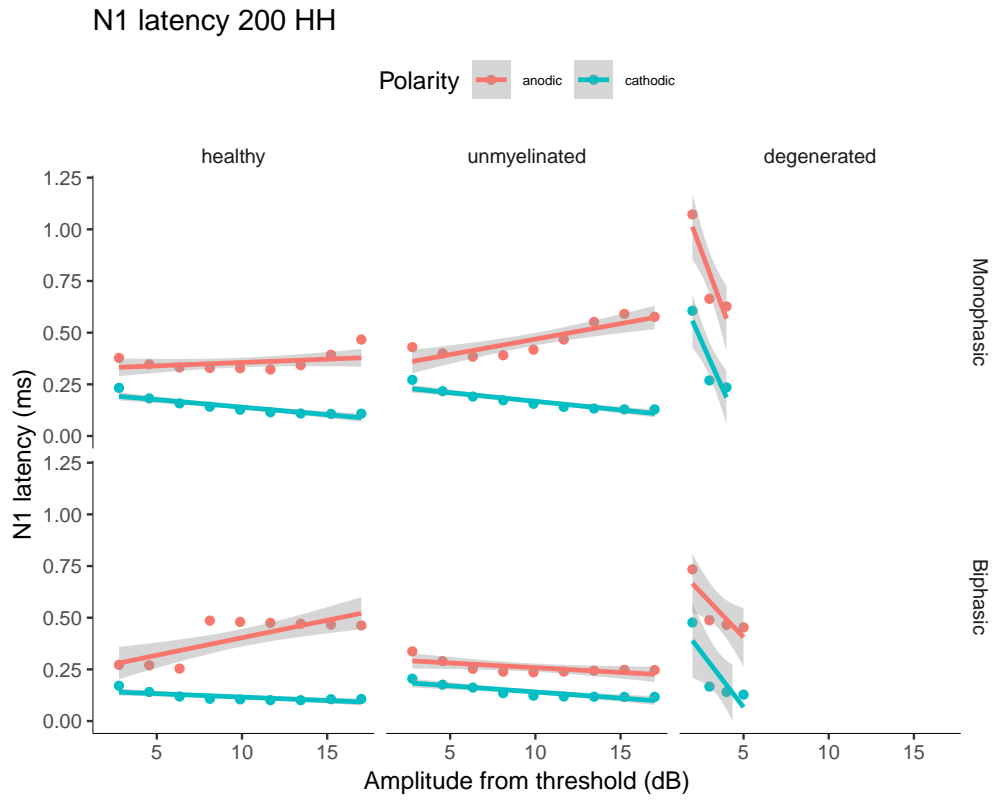 N1 latency 200 HH
Polarity anodic cathodic
healthy unmyelinated degenerated
1.25
1.00
0.75
0.50
0.25
0.00
Monophasic
1.25
1.00
0.75
0.50
0.25
0.00
Biphasic
N1 latency (ms)
5 10 15 5 10 15 5 10 15
Amplitude from threshold (dB)